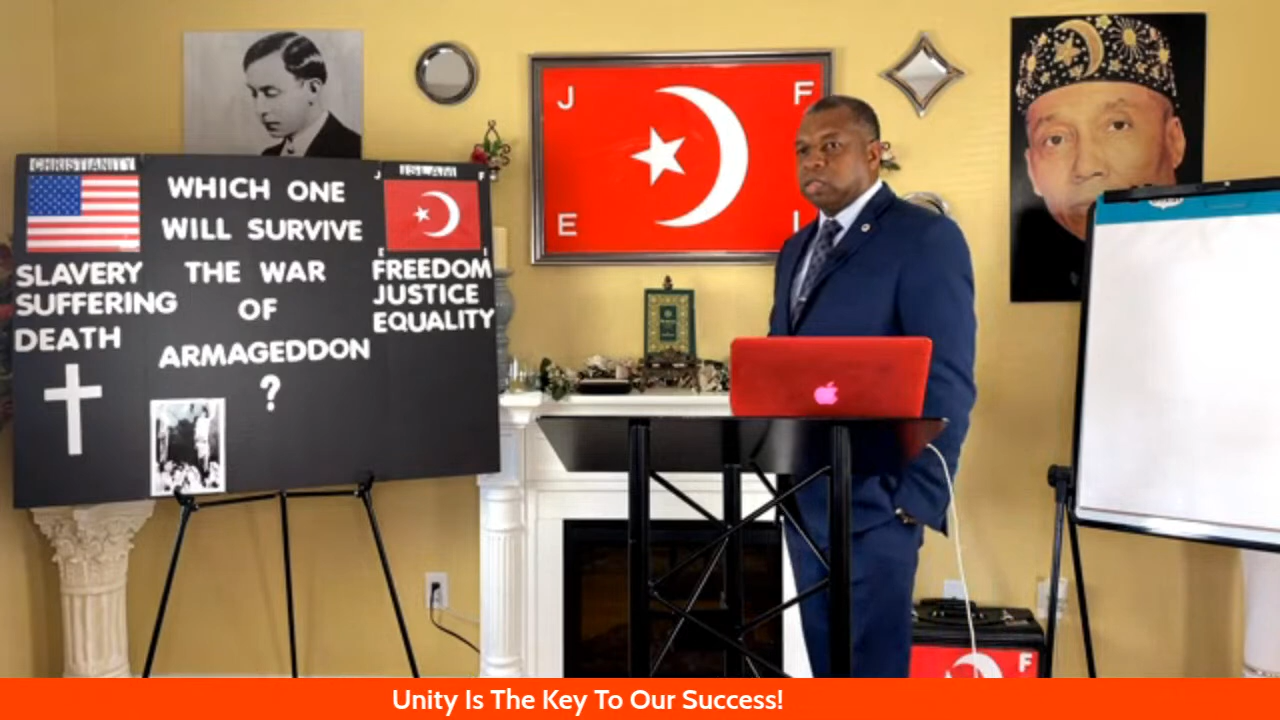 CHRISTIANITY
WHICH ONE
WILL SURVIVE
THE WAR
OF
ARMAGEDDON
?
SLAVERY
SUFFERING
DEATH
ISLAM
J F
E I
FREEDOM
JUSTICE
EQUALITY
J F
E I
F
Unity Is The Key To Our Success!